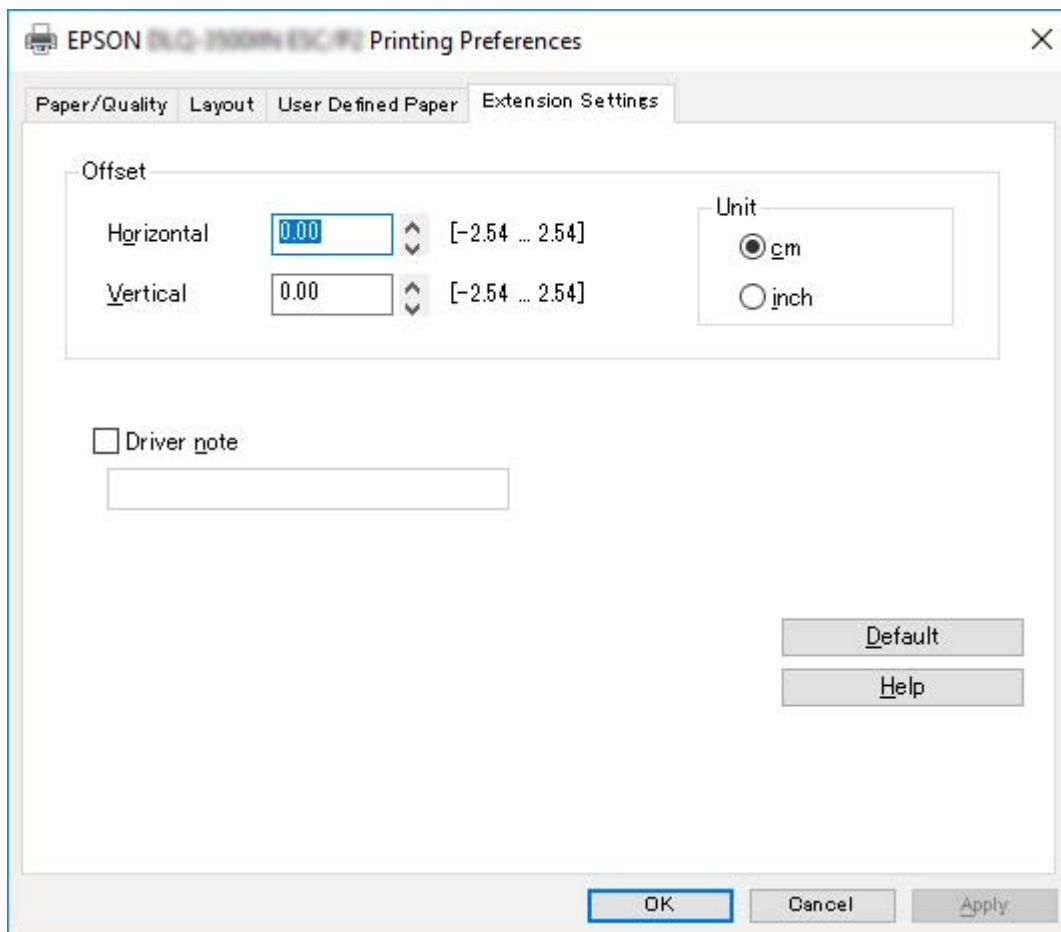 EPSON Printing Preferences
Paper/Quality Layout User Defined Paper Extension Settings
Offset
Unit
Horizontal 0.00 [-2.54 ... 2.54]
cm
Vertical 0.00 [-2.54 ... 2.54]
inch
Driver note
Default
Help
OK Cancel Apply